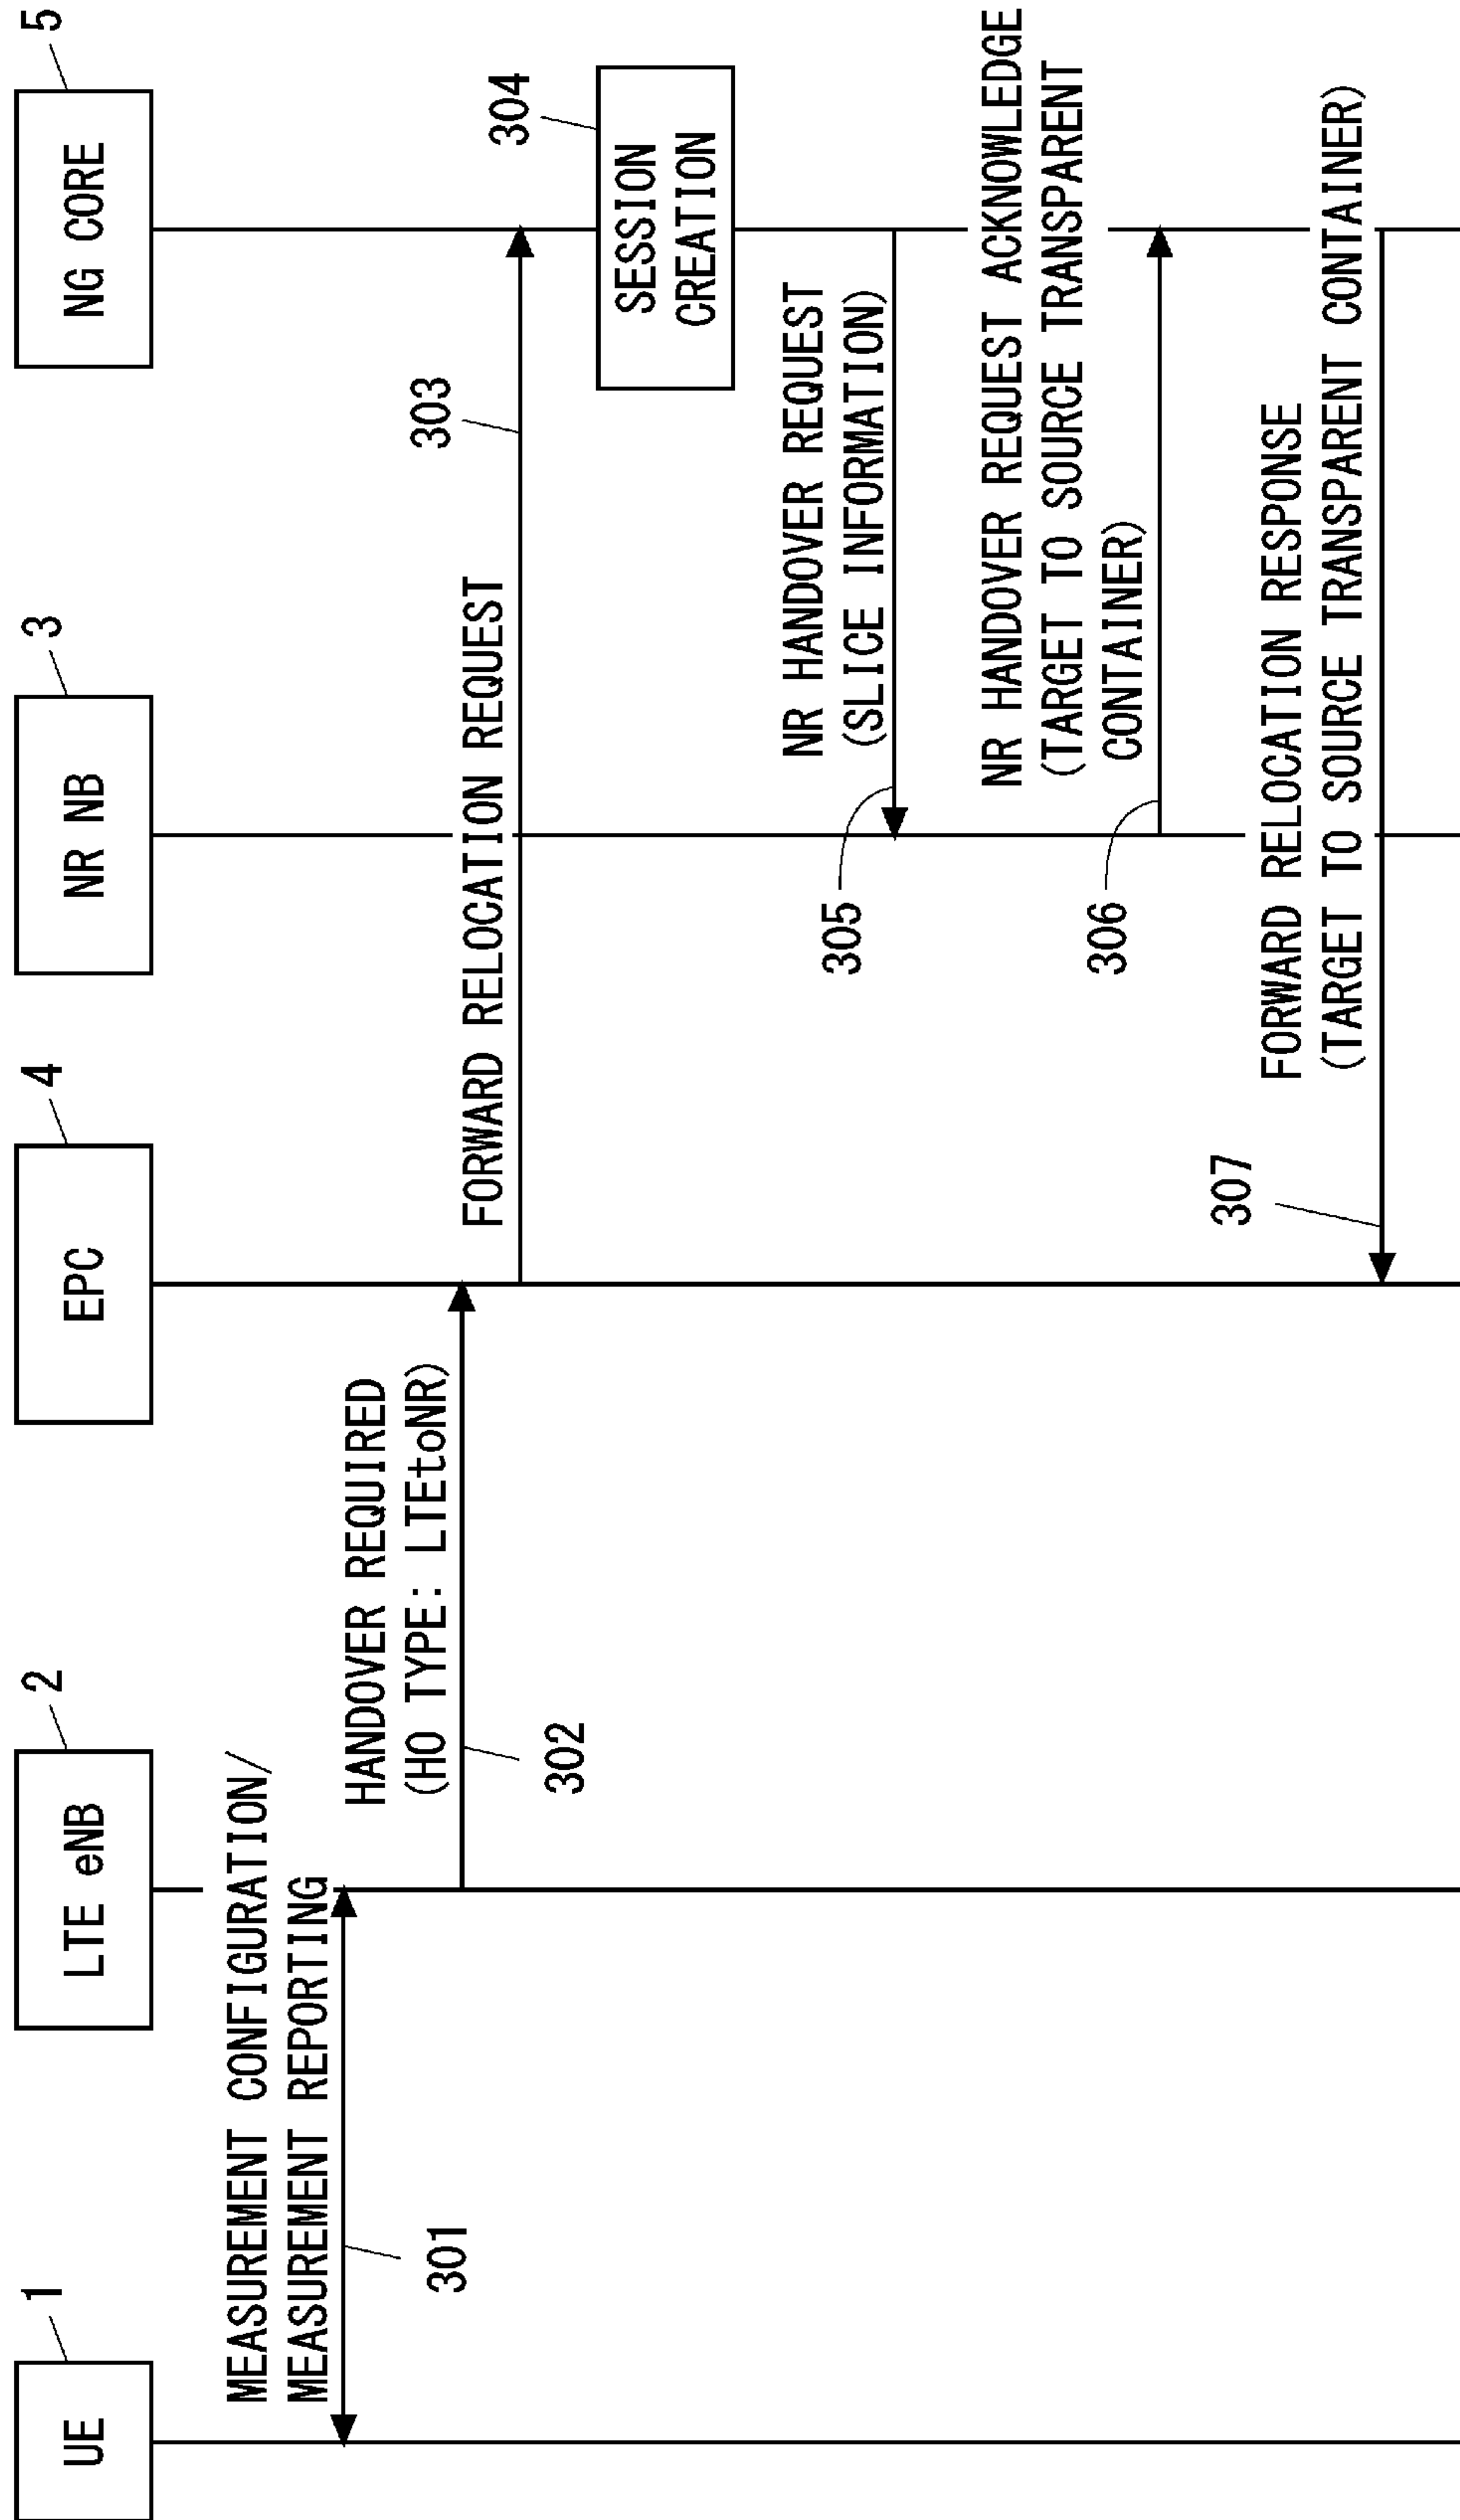 UE
1
LTE eNB
2
EPC
4
NR NB
3
NG CORE
5
MEASUREMENT CONFIGURATION/
MEASUREMENT REPORTING
301
HANDOVER REQUIRED
(HO TYPE: LTEtoNR)
302
FORWARD RELOCATION REQUEST
303
304
SESSION
CREATION
NR HANDOVER REQUEST
(SLICE INFORMATION)
305
NR HANDOVER REQUEST ACKNOWLEDGE
(TARGET TO SOURCE TRANSPARENT
CONTAINER)
306
FORWARD RELOCATION RESPONSE
(TARGET TO SOURCE TRANSPARENT CONTAINER)
307